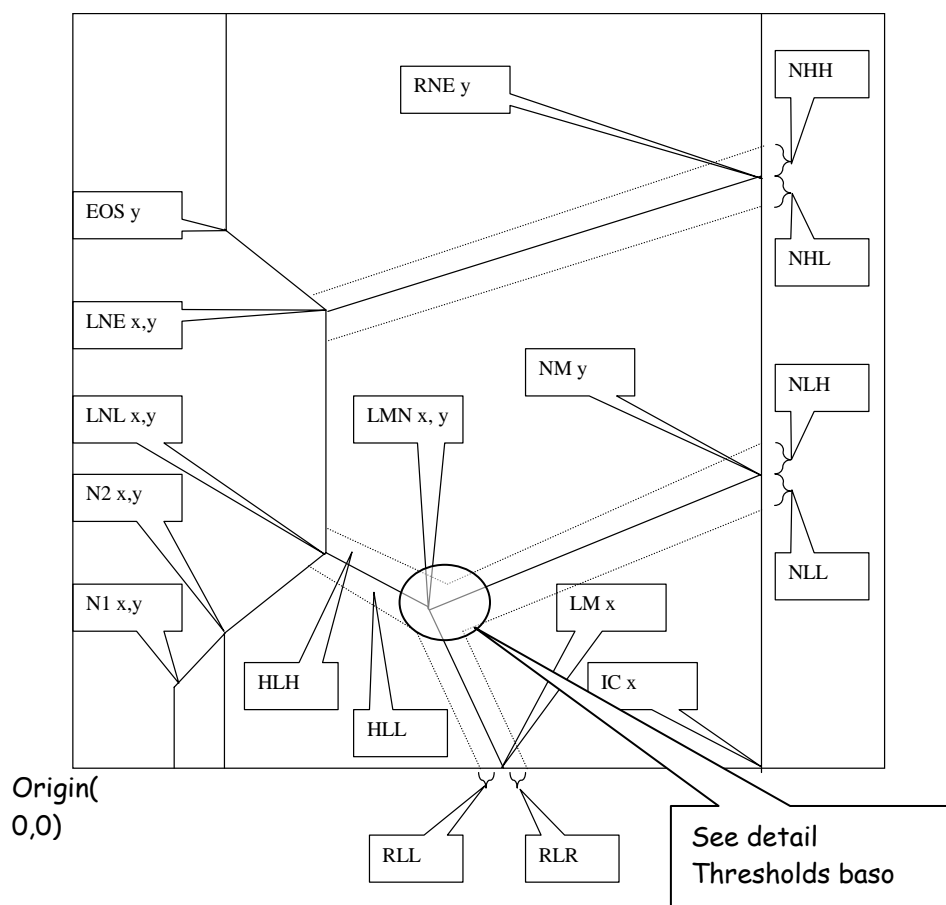 NHH
RNE y
EOS y
NHL
LNE x,y
NM y
NLH
LNL x,y
LMN x, y
N2 x,y
NLL
N1 x,y
LM x
HLH
IC x
HLL
Origin(
0,0)
RLL
RLR
See detail
Thresholds baso